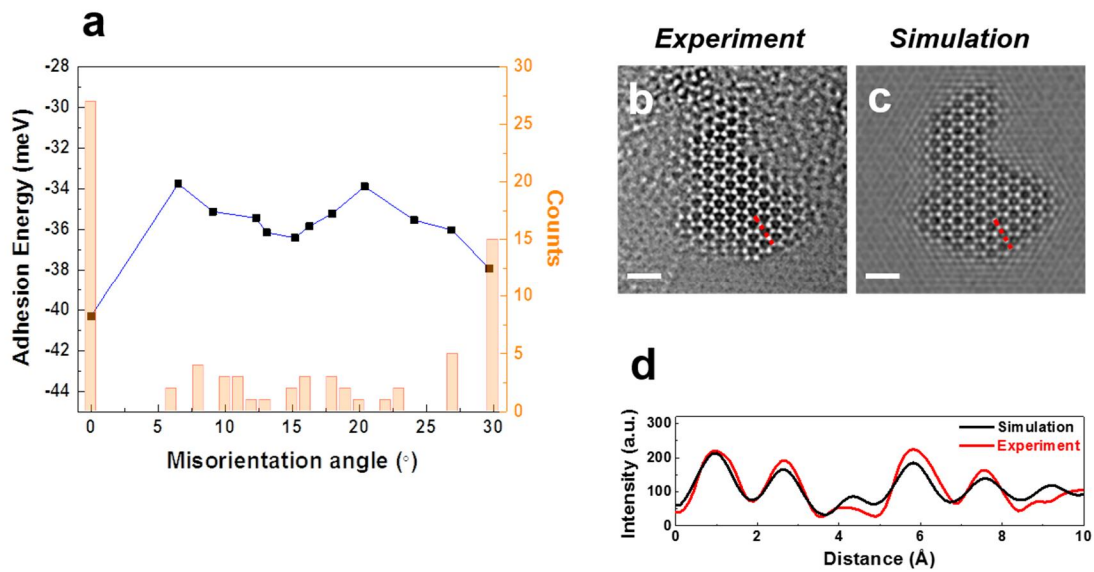 a
Adhesion Energy (meV)
-28
-30
-32
-34
-36
-38
-40
-42
-44
30
25
20
15
10
5
0
Counts
0
5
10
15
20
25
30
Misorientation angle (○)
Experiment
Simulation
b
c
d
Intensity (a.u.)
300
200
100
0
Simulation
Experiment
0
2
4
6
8
10
Distance (Å)